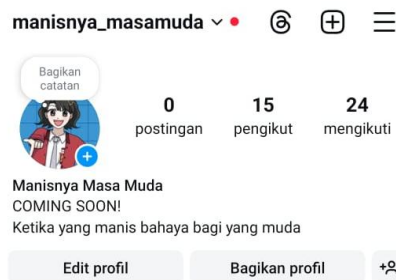 manisnya_masamuda
Bagikan
catatan
0 15 24
postingan pengikut mengikuti
Manisnya Masa Muda
COMING SOON!
Ketika yang manis bahaya bagi yang muda
Edit profil Bagikan profil